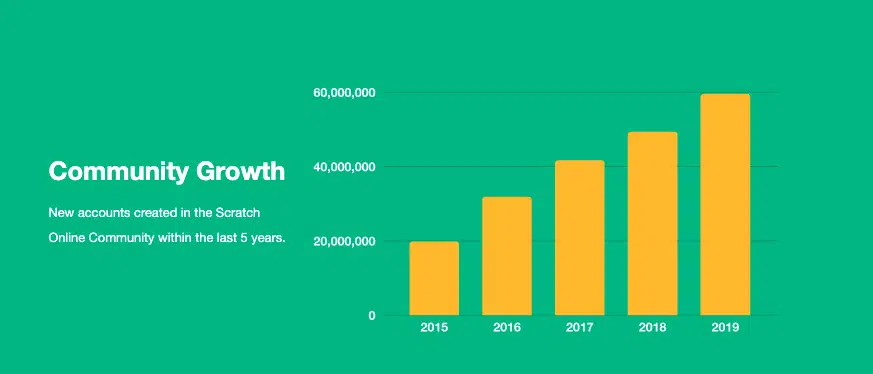 Community Growth
New accounts created in the Scratch
Online Community within the last 5 years.
60,000,000
40,000,000
20,000,000
0
2015 2016 2017 2018 2019